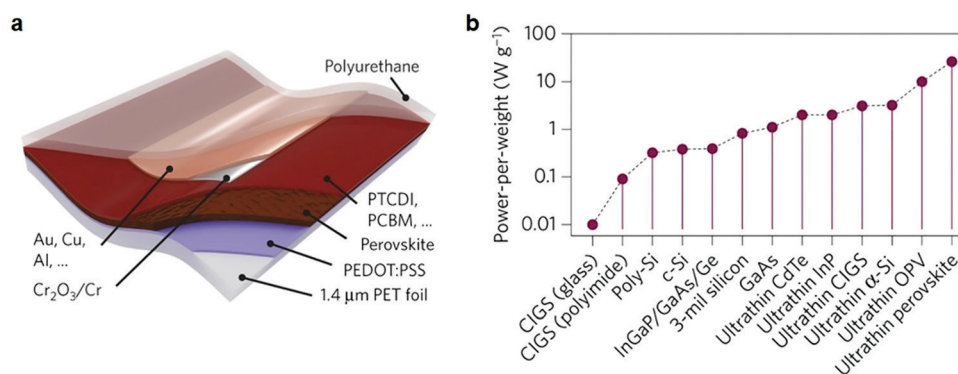 a
Polyurethane
Au, Cu,
Al, ...
Cr₂O₃/Cr
PTCDI,
PCBM, ...
Perovskite
PEDOT:PSS
1.4 μm PET foil
b
Power-per-weight (W g⁻¹)
100
10
1
0.1
0.01
CIGS (glass)
CIGS (polyimide)
Poly-Si
c-Si
InGaP/GaAs/Ge
3-mil silicon
GaAs
Ultrathin CdTe
Ultrathin InP
Ultrathin CIGS
Ultrathin α-Si
Ultrathin OPV
Ultrathin perovskite